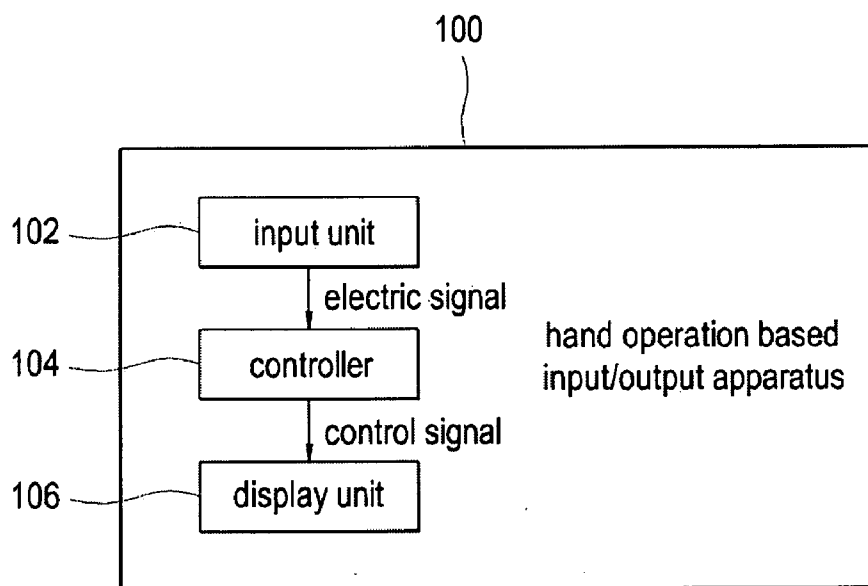 100
102
input unit
electric signal
104
controller
hand operation based
input/output apparatus
control signal
106
display unit